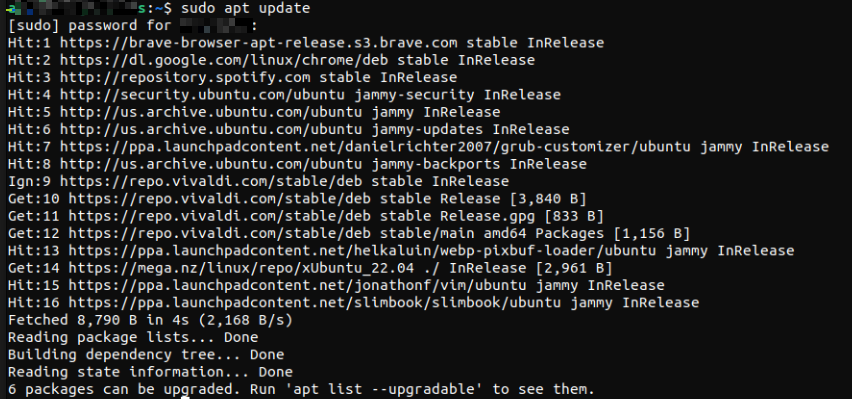 s:~$ sudo apt update
[sudo] password for :
Hit:1 https://brave-browser-apt-release.s3.brave.com stable InRelease
Hit:2 https://dl.google.com/linux/chrome/deb stable InRelease
Hit:3 http://repository.spotify.com stable InRelease
Hit:4 http://security.ubuntu.com/ubuntu jammy-security InRelease
Hit:5 http://us.archive.ubuntu.com/ubuntu jammy InRelease
Hit:6 http://us.archive.ubuntu.com/ubuntu jammy-updates InRelease
Hit:7 https://ppa.launchpadcontent.net/danielrichter2007/grub-customizer/ubuntu jammy InRelease
Hit:8 http://us.archive.ubuntu.com/ubuntu jammy-backports InRelease
Ign:9 https://repo.vivaldi.com/stable/deb stable InRelease
Get:10 https://repo.vivaldi.com/stable/deb stable Release [3,840 B]
Get:11 https://repo.vivaldi.com/stable/deb stable Release.gpg [833 B]
Get:12 https://repo.vivaldi.com/stable/deb stable/main amd64 Packages [1,156 B]
Hit:13 https://ppa.launchpadcontent.net/helkaluin/webp-pixbuf-loader/ubuntu jammy InRelease
Get:14 https://mega.nz/linux/repo/xUbuntu_22.04 ./ InRelease [2,961 B]
Hit:15 https://ppa.launchpadcontent.net/jonathonf/vim/ubuntu jammy InRelease
Hit:16 https://ppa.launchpadcontent.net/slimbook/slimbook/ubuntu jammy InRelease
Fetched 8,790 B in 4s (2,168 B/s)
Reading package lists... Done
Building dependency tree... Done
Reading state information... Done
6 packages can be upgraded. Run 'apt list --upgradable' to see them.